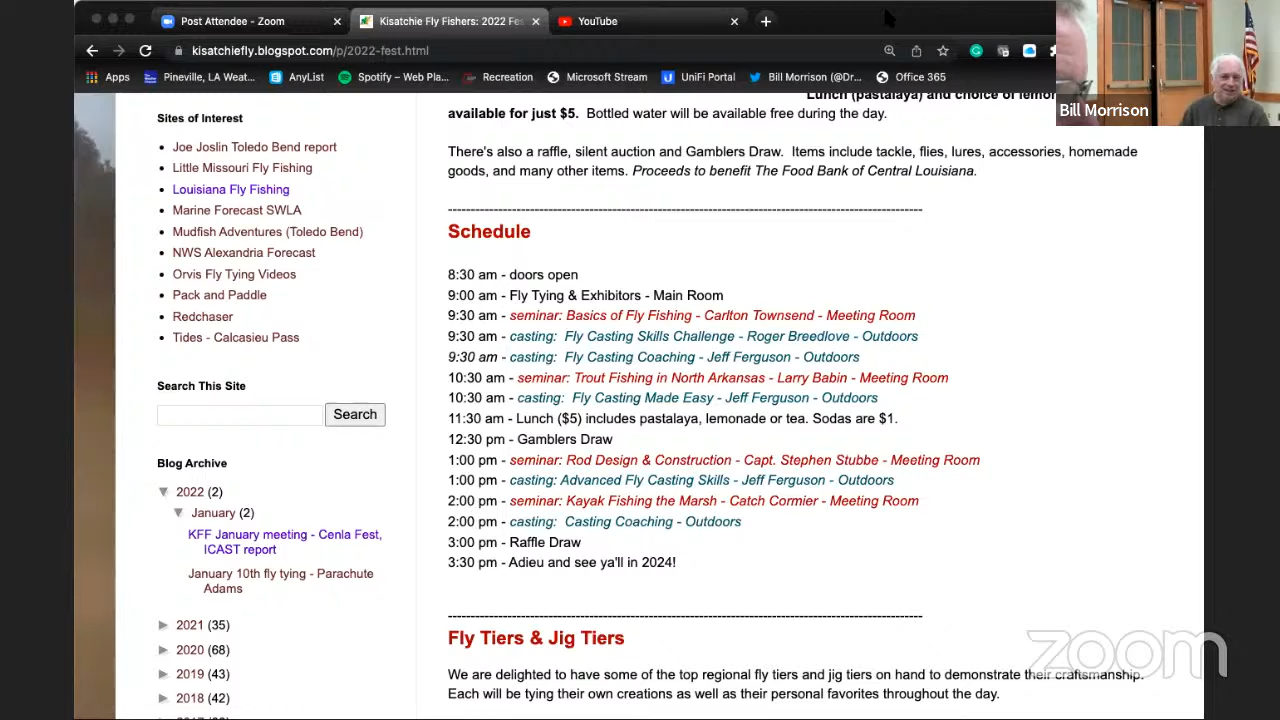 Post Attendee - Zoom
Kisatchie Fly Fishers: 2022 Fes
YouTube
kisatchiefly.blogspot.com/p/2022-fest.html
Apps
Pineville, LA Weat...
AnyList
Spotify – Web Pla...
Recreation
Microsoft Stream
UniFi Portal
Bill Morrison (@Dr...
Office 365
Bill Morrison
Sites of Interest
Joe Joslin Toledo Bend report
Little Missouri Fly Fishing
Louisiana Fly Fishing
Marine Forecast SWLA
Mudfish Adventures (Toledo Bend)
NWS Alexandria Forecast
Orvis Fly Tying Videos
Pack and Paddle
Redchaser
Tides - Calcasieu Pass
Search This Site
Search
Blog Archive
▼ 2022 (2)
▼ January (2)
KFF January meeting - Cenla Fest,
ICAST report
January 10th fly tying - Parachute
Adams
► 2021 (35)
► 2020 (68)
► 2019 (43)
► 2018 (42)
Lunch (pastalaya) and choice of
available for just $5. Bottled water will be available free during the day.
There's also a raffle, silent auction and Gamblers Draw. Items include tackle, flies, lures, accessories, homemade
goods, and many other items. Proceeds to benefit The Food Bank of Central Louisiana.
Schedule
8:30 am - doors open
9:00 am - Fly Tying & Exhibitors - Main Room
9:30 am - seminar: Basics of Fly Fishing - Carlton Townsend - Meeting Room
9:30 am - casting: Fly Casting Skills Challenge - Roger Breedlove - Outdoors
9:30 am - casting: Fly Casting Coaching - Jeff Ferguson - Outdoors
10:30 am - seminar: Trout Fishing in North Arkansas - Larry Babin - Meeting Room
10:30 am - casting: Fly Casting Made Easy - Jeff Ferguson - Outdoors
11:30 am - Lunch ($5) includes pastalaya, lemonade or tea. Sodas are $1.
12:30 pm - Gamblers Draw
1:00 pm - seminar: Rod Design & Construction - Capt. Stephen Stubbe - Meeting Room
1:00 pm - casting: Advanced Fly Casting Skills - Jeff Ferguson - Outdoors
2:00 pm - seminar: Kayak Fishing the Marsh - Catch Cormier - Meeting Room
2:00 pm - casting: Casting Coaching - Outdoors
3:00 pm - Raffle Draw
3:30 pm - Adieu and see ya'll in 2024!
Fly Tiers & Jig Tiers
We are delighted to have some of the top regional fly tiers and jig tiers on hand to demonstrate their craftsmanship.
Each will be tying their own creations as well as their personal favorites throughout the day.
zoom